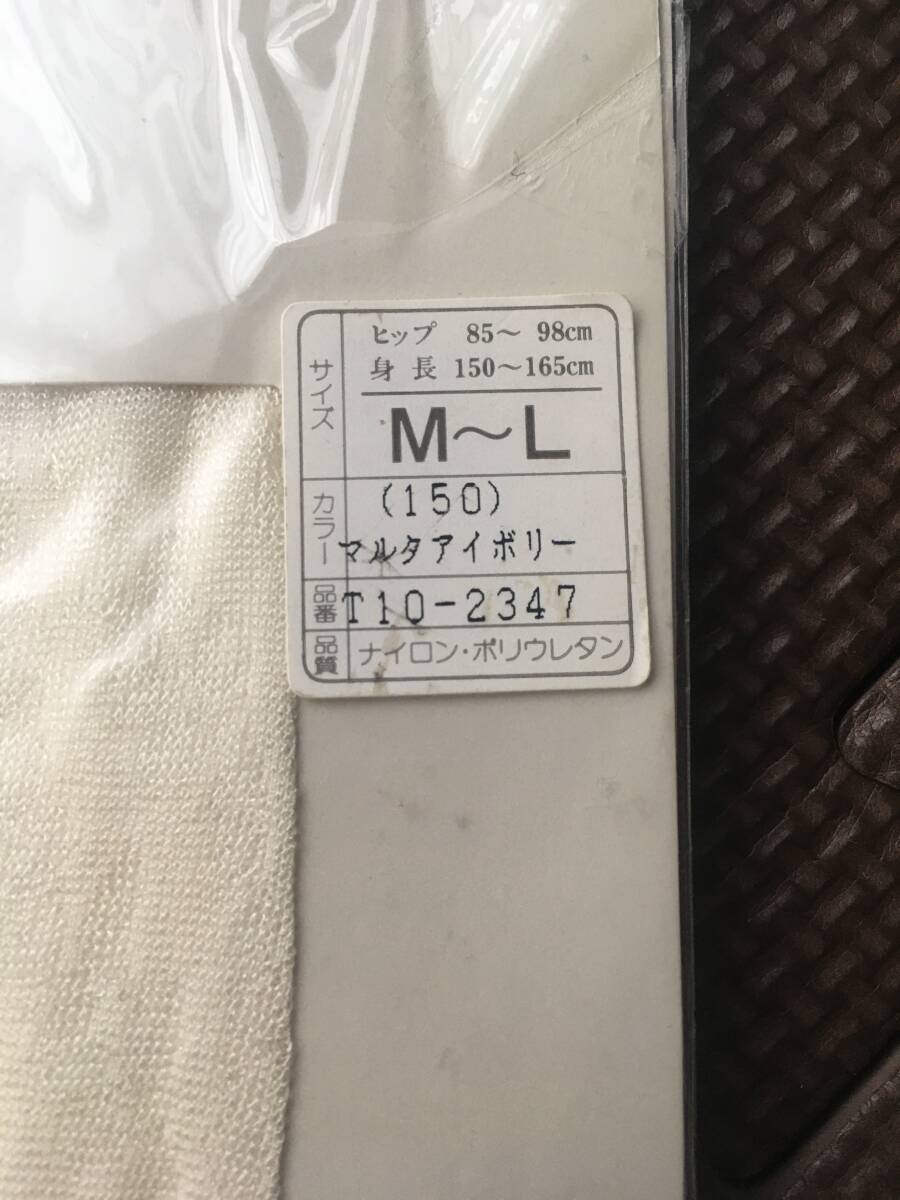 サイズ
ヒップ 85〜98cm
身長 150〜165cm
M〜L
カラー
(150)
マルタアイボリー
品番
T10-2347
品質
ナイロン・ポリウレタン